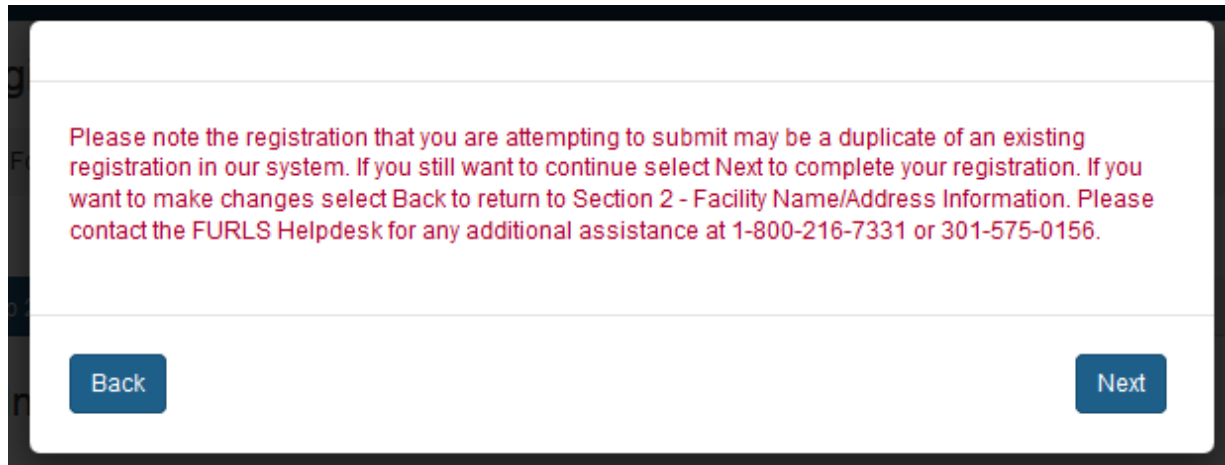 Please note the registration that you are attempting to submit may be a duplicate of an existing
registration in our system. If you still want to continue select Next to complete your registration. If you
want to make changes select Back to return to Section 2 - Facility Name/Address Information. Please
contact the FURLS Helpdesk for any additional assistance at 1-800-216-7331 or 301-575-0156.
Back
Next